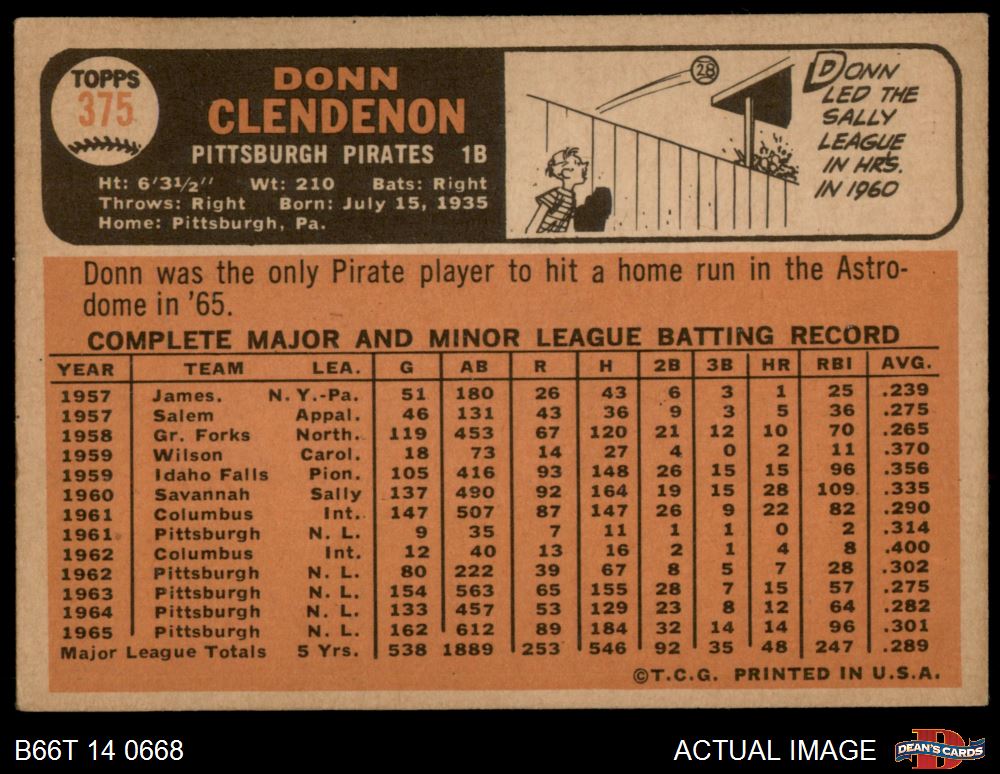 TOPPS
375
DONN
CLENDENON
PITTSBURGH PIRATES 1B
Ht: 6'3½" Wt: 210 Bats: Right
Throws: Right Born: July 15, 1935
Home: Pittsburgh, Pa.
28
DONN
LED THE
SALLY
LEAGUE
IN HRS.
IN 1960
Donn was the only Pirate player to hit a home run in the Astro-
dome in '65.
COMPLETE MAJOR AND MINOR LEAGUE BATTING RECORD
YEAR TEAM LEA. G AB R H 2B 3B HR RBI AVG.
1957 James. N.Y.-Pa. 51 180 26 43 6 3 1 25 .239
1957 Salem Appal. 46 131 43 36 9 3 5 36 .275
1958 Gr. Forks North. 119 453 67 120 21 12 10 70 .265
1959 Wilson Carol. 18 73 14 27 4 0 2 11 .370
1959 Idaho Falls Pion. 105 416 93 148 26 15 15 96 .356
1960 Savannah Sally 137 490 92 164 19 15 28 109 .335
1961 Columbus Int. 147 507 87 147 26 9 22 82 .290
1961 Pittsburgh N. L. 9 35 7 11 1 1 0 2 .314
1962 Columbus Int. 12 40 13 16 2 1 4 8 .400
1962 Pittsburgh N. L. 80 222 39 67 8 5 7 28 .302
1963 Pittsburgh N. L. 154 563 65 155 28 7 15 57 .275
1964 Pittsburgh N. L. 133 457 53 129 23 8 12 64 .282
1965 Pittsburgh N. L. 162 612 89 184 32 14 14 96 .301
Major League Totals 5 Yrs. 538 1889 253 546 92 35 48 247 .289
©T.C.G. PRINTED IN U.S.A.
B66T 14 0668
ACTUAL IMAGE
DEAN'S CARDS